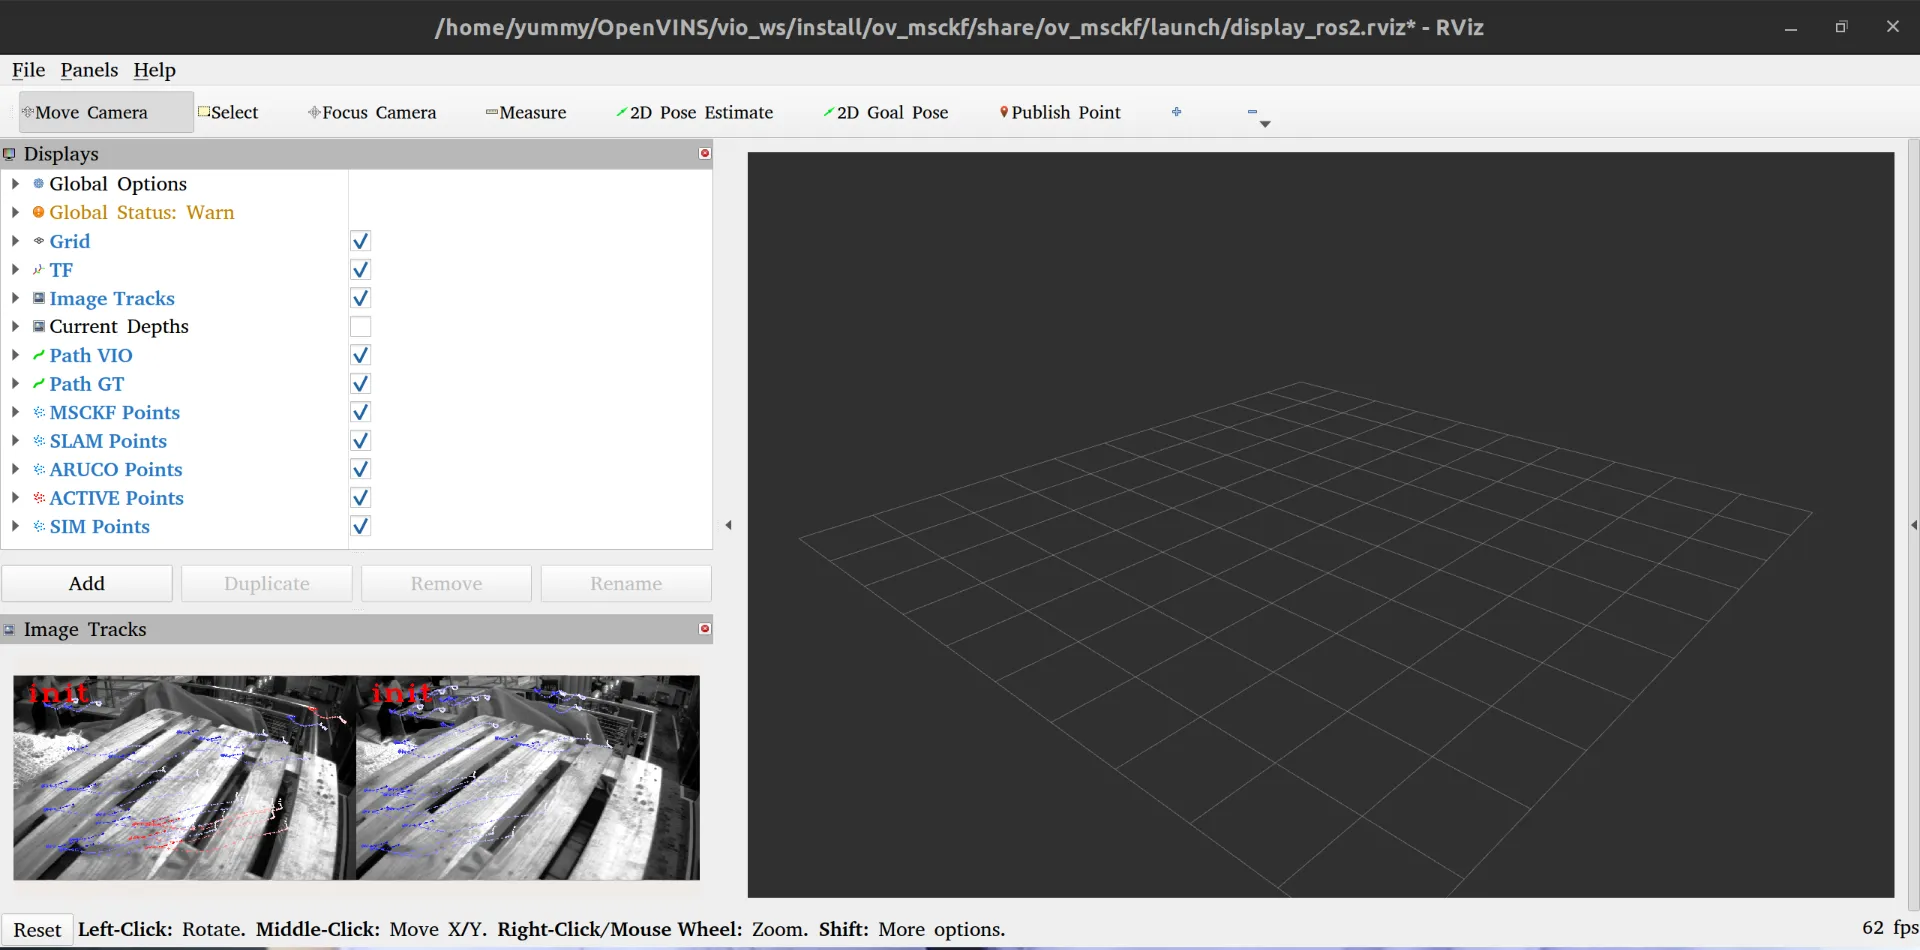 /home/yummy/OpenVINS/vio_ws/install/ov_msckf/share/ov_msckf/launch/display_ros2.rviz* - RViz
File Panels Help
Move Camera Select Focus Camera Measure 2D Pose Estimate 2D Goal Pose Publish Point
Displays
Global Options
Global Status: Warn
Grid
TF
Image Tracks
Current Depths
Path VIO
Path GT
MSCKF Points
SLAM Points
ARUCO Points
ACTIVE Points
SIM Points
Add Duplicate Remove Rename
Image Tracks
init init
Reset Left-Click: Rotate. Middle-Click: Move X/Y. Right-Click/Mouse Wheel: Zoom. Shift: More options. 62 fps